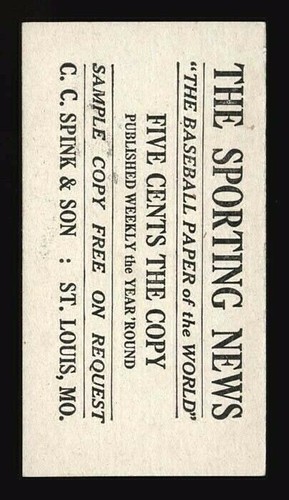 THE SPORTING NEWS
"THE BASEBALL PAPER of the WORLD"
FIVE CENTS THE COPY
PUBLISHED WEEKLY the YEAR 'ROUND
SAMPLE COPY FREE ON REQUEST
C. C. SPINK & SON : ST. LOUIS, MO.